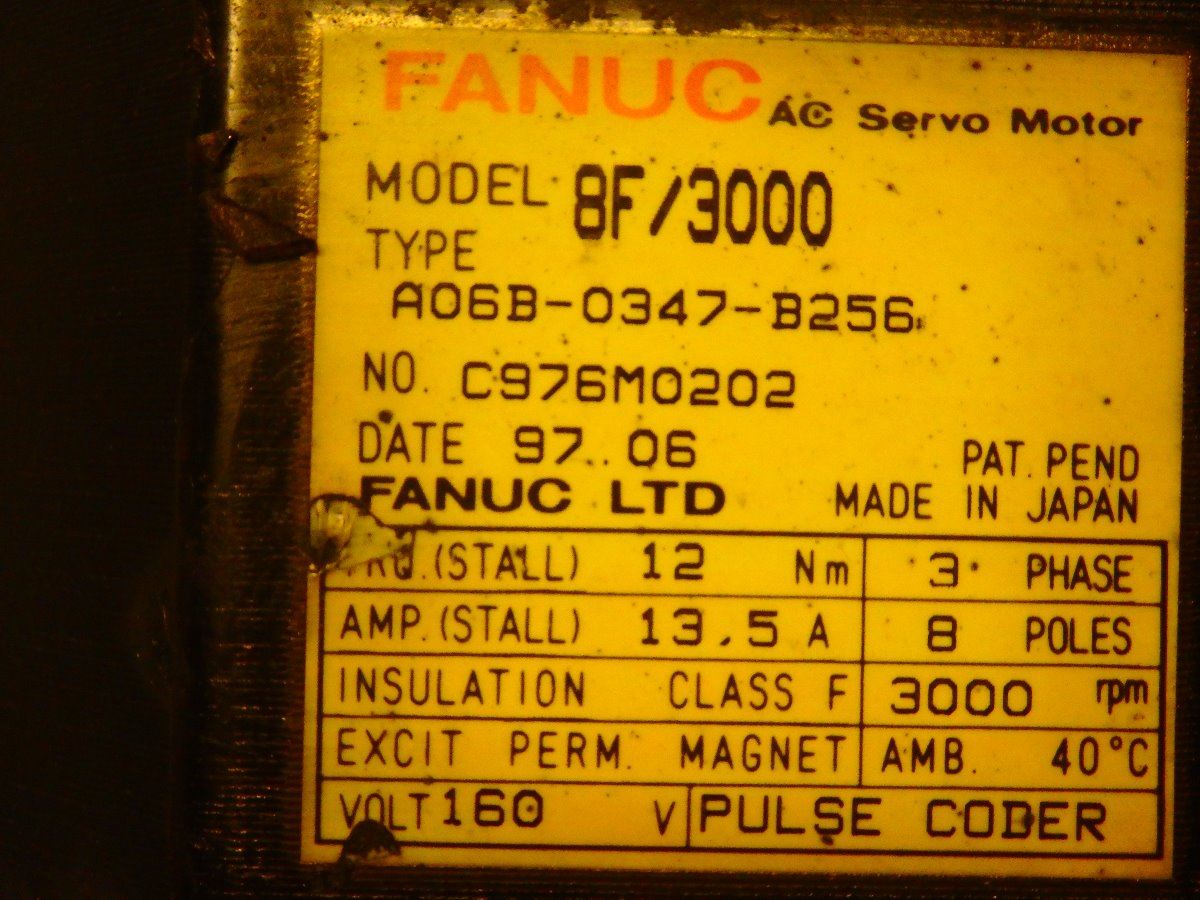 FANUC AC Servo Motor
MODEL 8F/3000
TYPE
A06B-0347-B256
NO. C976M0202
DATE 97.06
PAT. PEND
FANUC LTD MADE IN JAPAN
TRQ.(STALL) 12 Nm 3 PHASE
AMP.(STALL) 13.5 A 8 POLES
INSULATION CLASS F 3000 rpm
EXCIT PERM. MAGNET AMB. 40°C
VOLT 160 V PULSE CODER